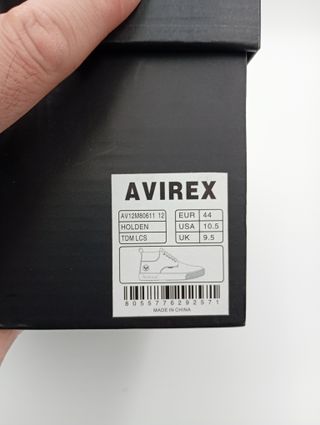 AVIREX
AV12M80611 12 EUR 44
HOLDEN USA 10.5
TDM LCS UK 9.5
8055776292571
MADE IN CHINA